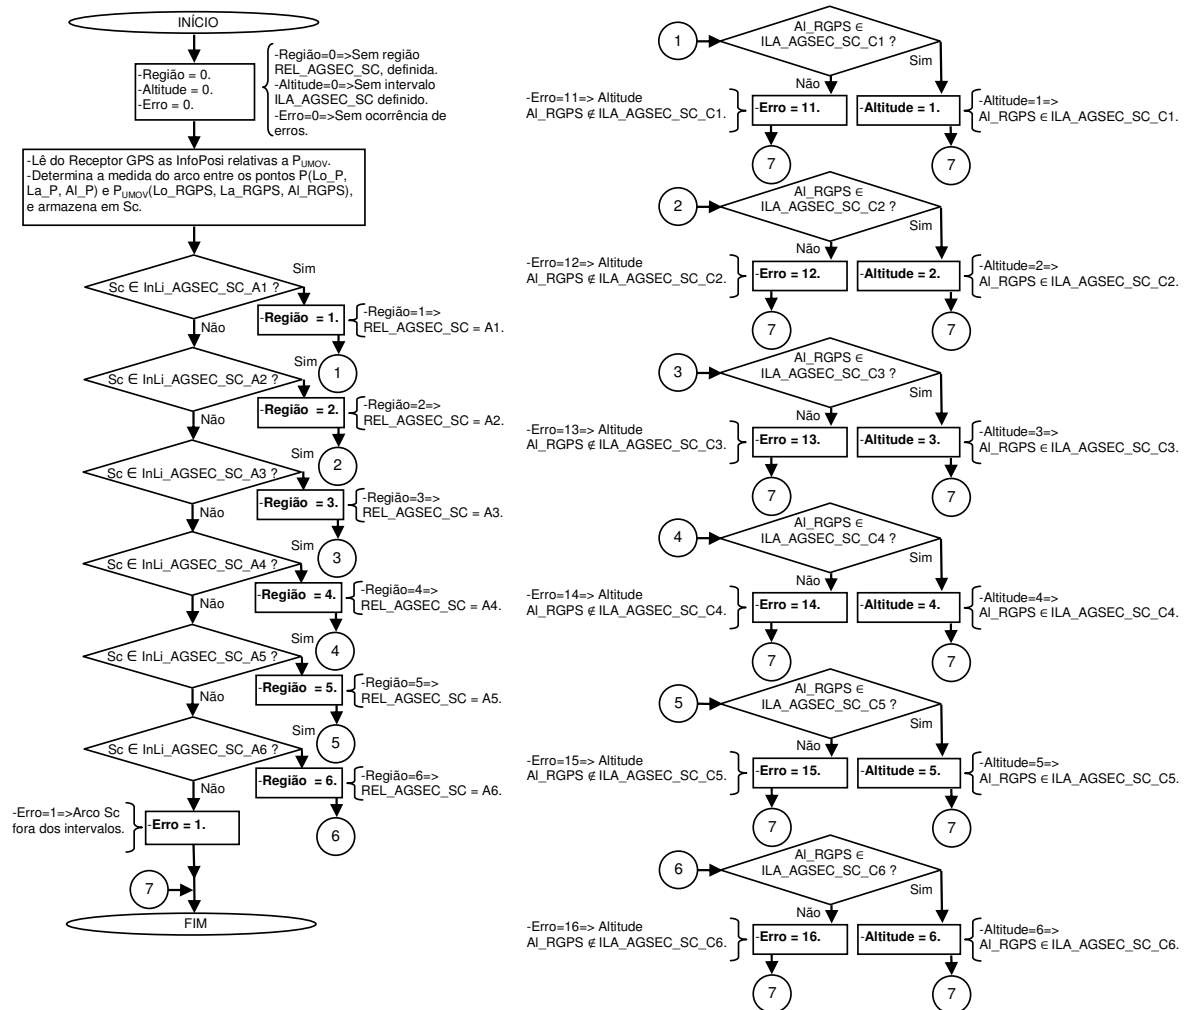 INÍCIO
-Região = 0.
-Altitude = 0.
-Erro = 0.
-Região=0=>Sem região
REL_AGSEC_SC, definida.
-Altitude=0=>Sem intervalo
ILA_AGSEC_SC definido.
-Erro=0=>Sem ocorrência de
erros.
-Lê do Receptor GPS as InfoPosi relativas a PUMOV.
-Determina a medida do arco entre os pontos P(Lo_P,
La_P, Al_P) e PUMOV(Lo_RGPS, La_RGPS, Al_RGPS),
e armazena em Sc.
Sc ∈ InLi_AGSEC_SC_A1 ?
Sim
Não
-Região = 1.
-Região=1=>
REL_AGSEC_SC = A1.
1
Sc ∈ InLi_AGSEC_SC_A2 ?
Sim
Não
-Região = 2.
-Região=2=>
REL_AGSEC_SC = A2.
2
Sc ∈ InLi_AGSEC_SC_A3 ?
Sim
Não
-Região = 3.
-Região=3=>
REL_AGSEC_SC = A3.
3
Sc ∈ InLi_AGSEC_SC_A4 ?
Sim
Não
-Região = 4.
-Região=4=>
REL_AGSEC_SC = A4.
4
Sc ∈ InLi_AGSEC_SC_A5 ?
Sim
Não
-Região = 5.
-Região=5=>
REL_AGSEC_SC = A5.
5
Sc ∈ InLi_AGSEC_SC_A6 ?
Sim
Não
-Região = 6.
-Região=6=>
REL_AGSEC_SC = A6.
6
-Erro=1=>Arco Sc
fora dos intervalos.
-Erro = 1.
7
FIM
1
Al_RGPS ∈
ILA_AGSEC_SC_C1 ?
Sim
Não
-Erro=11=> Altitude
Al_RGPS ∉ ILA_AGSEC_SC_C1.
-Erro = 11.
-Altitude = 1.
-Altitude=1=>
Al_RGPS ∈ ILA_AGSEC_SC_C1.
7
7
2
Al_RGPS ∈
ILA_AGSEC_SC_C2 ?
Sim
Não
-Erro=12=> Altitude
Al_RGPS ∉ ILA_AGSEC_SC_C2.
-Erro = 12.
-Altitude = 2.
-Altitude=2=>
Al_RGPS ∈ ILA_AGSEC_SC_C2.
7
7
3
Al_RGPS ∈
ILA_AGSEC_SC_C3 ?
Sim
Não
-Erro=13=> Altitude
Al_RGPS ∉ ILA_AGSEC_SC_C3.
-Erro = 13.
-Altitude = 3.
-Altitude=3=>
Al_RGPS ∈ ILA_AGSEC_SC_C3.
7
7
4
Al_RGPS ∈
ILA_AGSEC_SC_C4 ?
Sim
Não
-Erro=14=> Altitude
Al_RGPS ∉ ILA_AGSEC_SC_C4.
-Erro = 14.
-Altitude = 4.
-Altitude=4=>
Al_RGPS ∈ ILA_AGSEC_SC_C4.
7
7
5
Al_RGPS ∈
ILA_AGSEC_SC_C5 ?
Sim
Não
-Erro=15=> Altitude
Al_RGPS ∉ ILA_AGSEC_SC_C5.
-Erro = 15.
-Altitude = 5.
-Altitude=5=>
Al_RGPS ∈ ILA_AGSEC_SC_C5.
7
7
6
Al_RGPS ∈
ILA_AGSEC_SC_C6 ?
Sim
Não
-Erro=16=> Altitude
Al_RGPS ∉ ILA_AGSEC_SC_C6.
-Erro = 16.
-Altitude = 6.
-Altitude=6=>
Al_RGPS ∈ ILA_AGSEC_SC_C6.
7
7